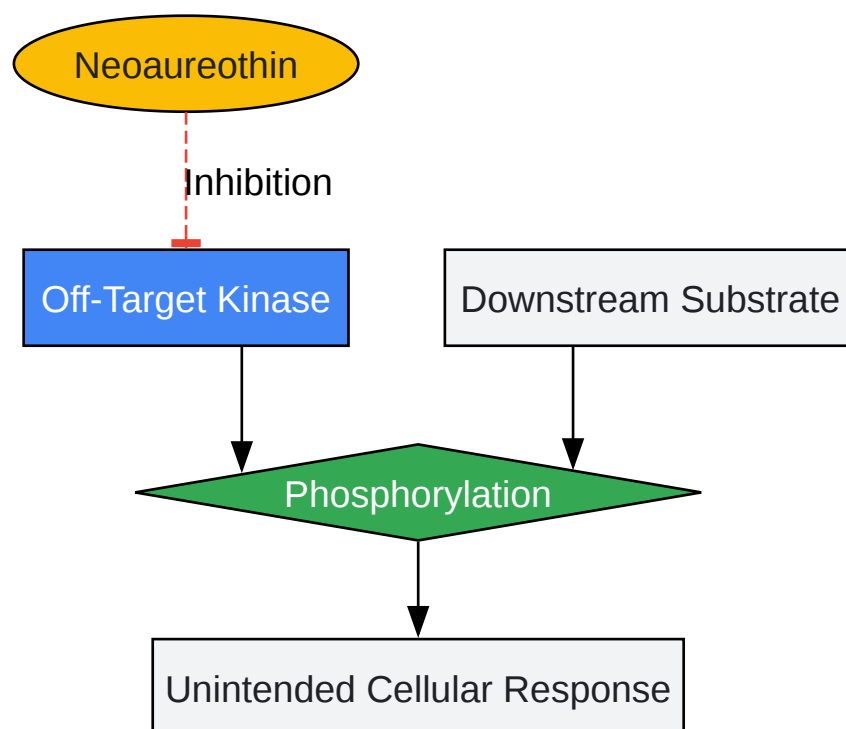 Neoaureothin
Inhibition
Off-Target Kinase
Downstream Substrate
Phosphorylation
Unintended Cellular Response